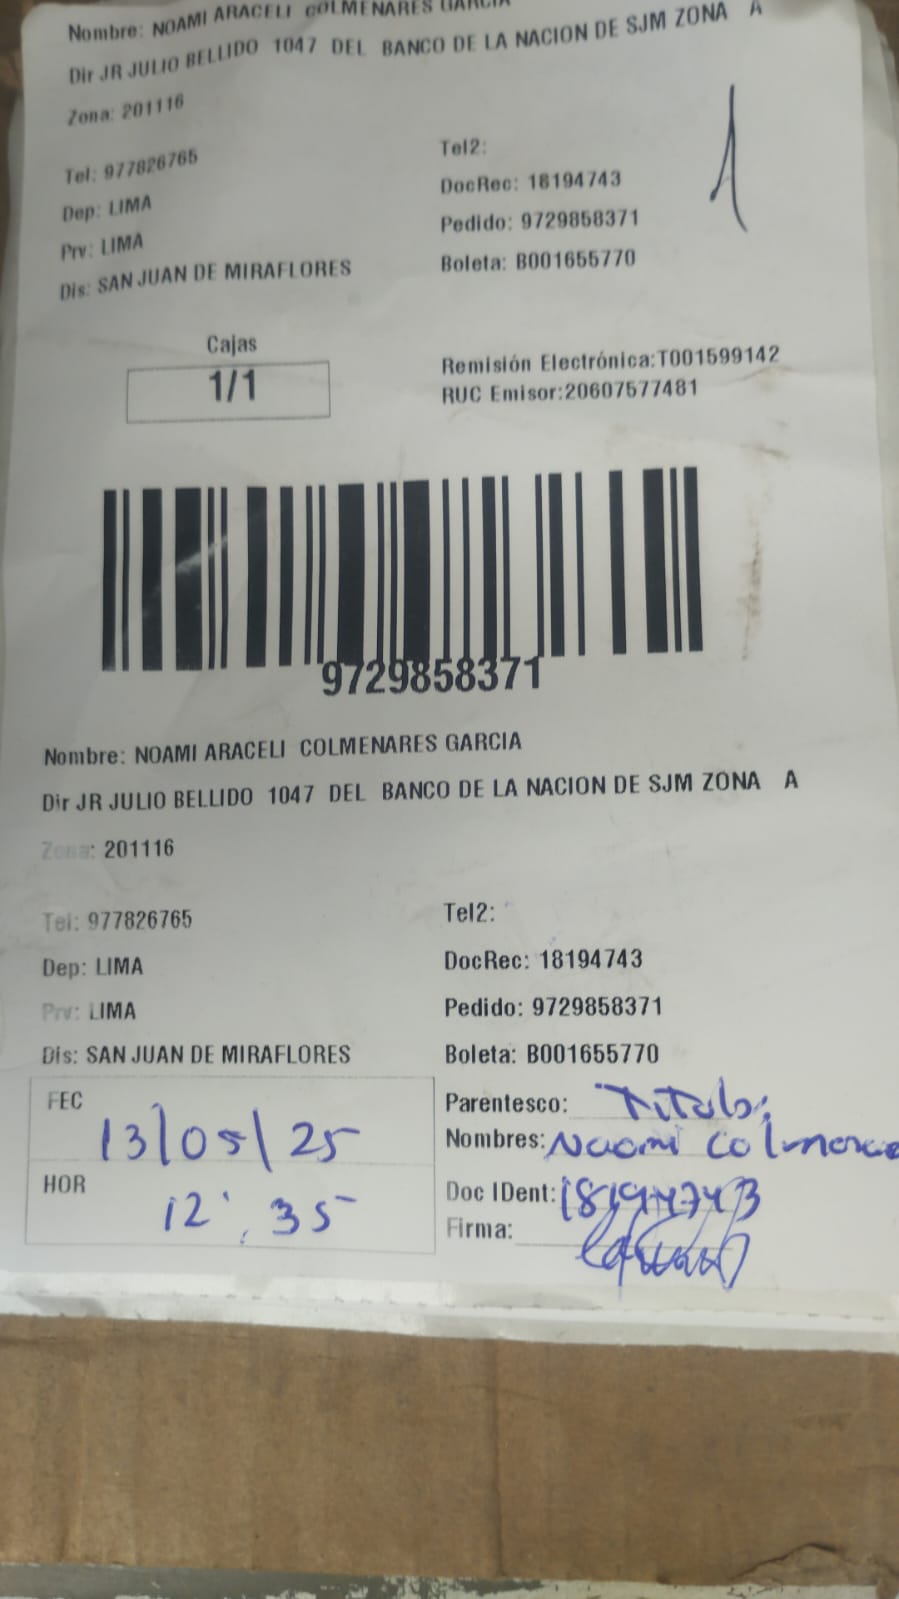 Nombre: NOAMI ARACELI COLMENARES GARCIA
Dir JR JULIO BELLIDO 1047 DEL BANCO DE LA NACION DE SJM ZONA A
Zona: 201116
Tel: 977826765
Tel2:
Dep: LIMA
DocRec: 18194743
Prv: LIMA
Pedido: 9729858371
Dis: SAN JUAN DE MIRAFLORES
Boleta: B001655770
Cajas
1/1
Remisión Electrónica:T001599142
RUC Emisor:20607577481
9729858371
Nombre: NOAMI ARACELI COLMENARES GARCIA
Dir JR JULIO BELLIDO 1047 DEL BANCO DE LA NACION DE SJM ZONA A
Zona: 201116
Tel: 977826765
Tel2:
Dep: LIMA
DocRec: 18194743
Prv: LIMA
Pedido: 9729858371
Dis: SAN JUAN DE MIRAFLORES
Boleta: B001655770
FEC
13/05/25
HOR
12:35
Parentesco: Titular
Nombres: Naomi Colmenares
Doc IDent: 18194743
Firma: